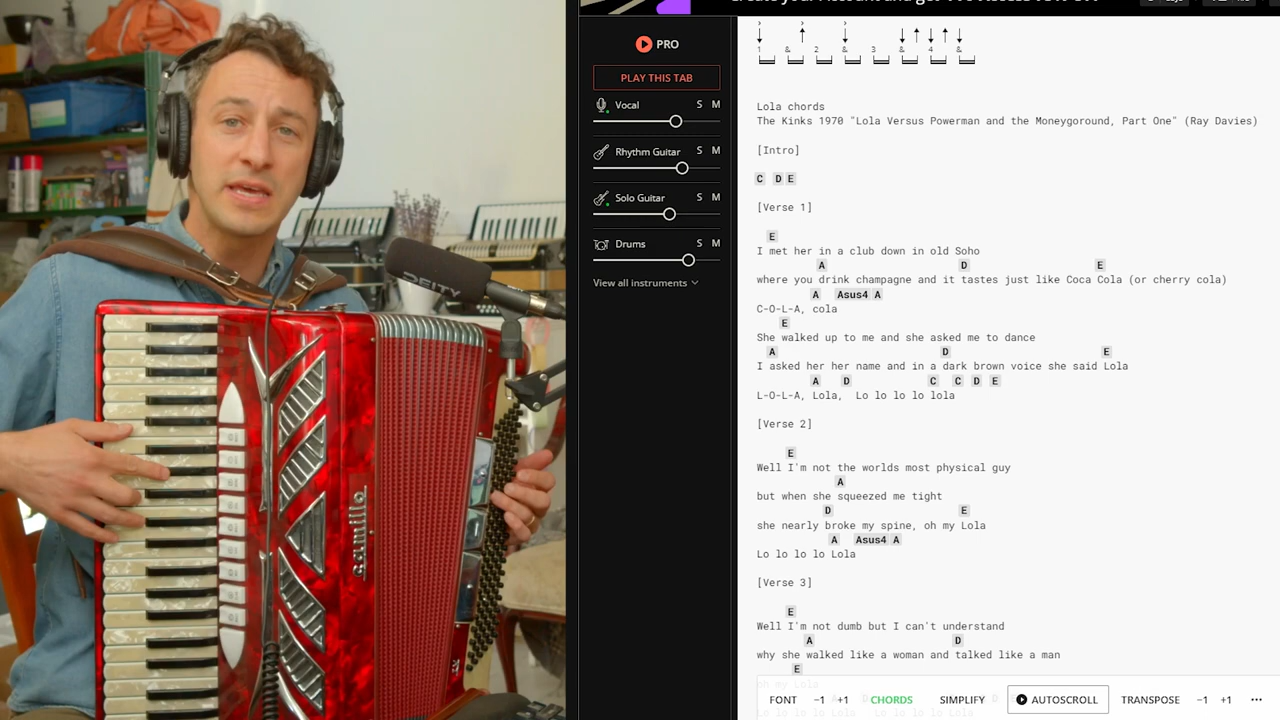 DEITY
camillo
PRO
PLAY THIS TAB
Vocal S M
Rhythm Guitar S M
Solo Guitar S M
Drums S M
View all instruments
1 & 2 & 3 & 4 &
Lola chords
The Kinks 1970 "Lola Versus Powerman and the Moneygoround, Part One" (Ray Davies)
[Intro]
C D E
[Verse 1]
E
I met her in a club down in old Soho
A D E
where you drink champagne and it tastes just like Coca Cola (or cherry cola)
A Asus4 A
C-O-L-A, cola
E
She walked up to me and she asked me to dance
A D E
I asked her her name and in a dark brown voice she said Lola
A D C C D E
L-O-L-A, Lola, Lo lo lo lo lola
[Verse 2]
E
Well I'm not the worlds most physical guy
A
but when she squeezed me tight
D E
she nearly broke my spine, oh my Lola
A Asus4 A
Lo lo lo lo Lola
[Verse 3]
E
Well I'm not dumb but I can't understand
A D
why she walked like a woman and talked like a man
E
oh my Lola
FONT −1 +1 CHORDS SIMPLIFY AUTOSCROLL TRANSPOSE −1 +1